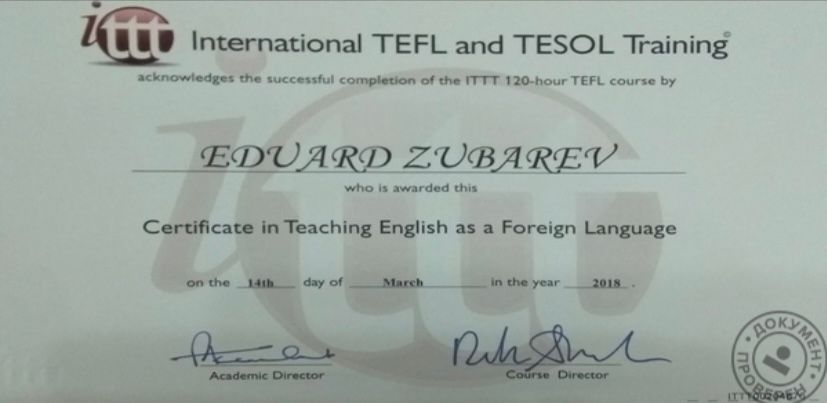 ittt International TEFL and TESOL Training
acknowledges the successful completion of the ITTT 120-hour TEFL course by
EDUARD ZUBAREV
who is awarded this
Certificate in Teaching English as a Foreign Language
on the 14th day of March in the year 2018.
Academic Director
Course Director
ДОКУМЕНТ
ПРОВЕРЕН